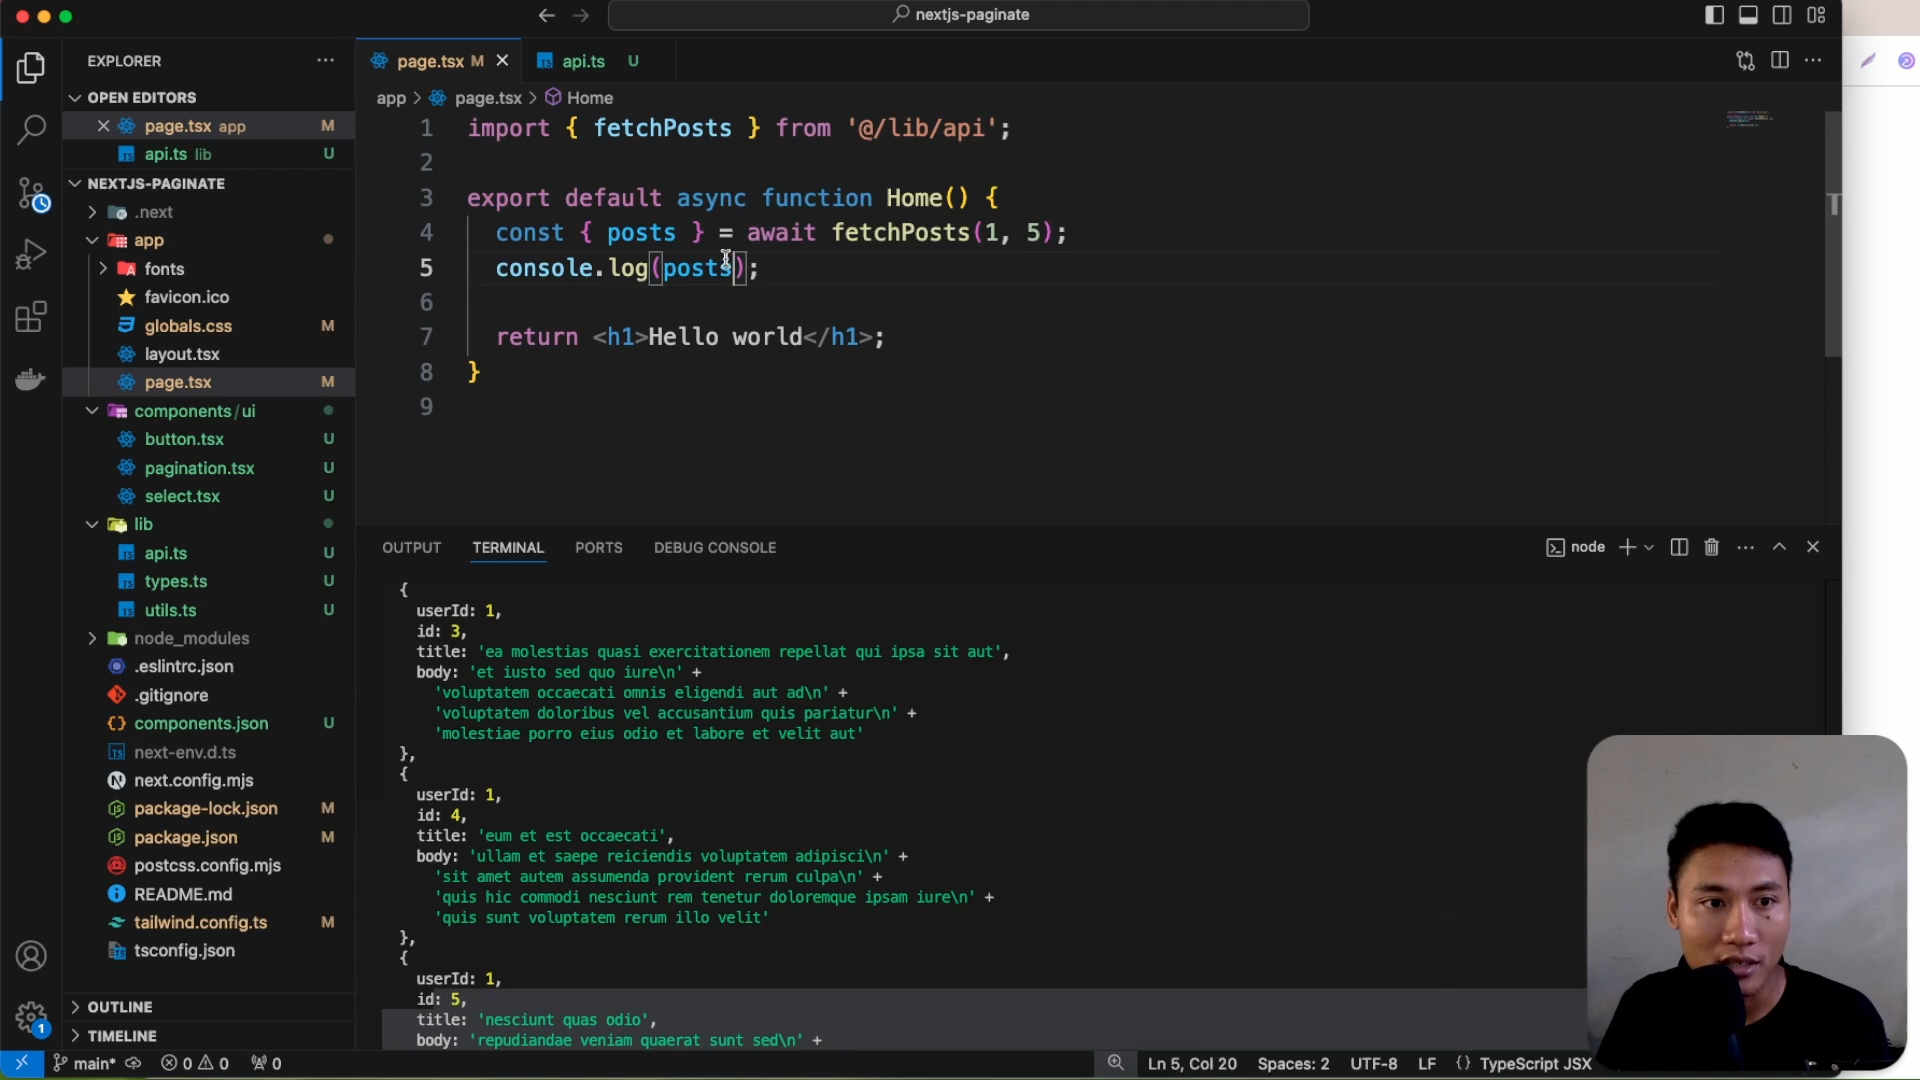 nextjs-paginate
EXPLORER
OPEN EDITORS
page.tsx app M
api.ts lib U
NEXTJS-PAGINATE
.next
app
fonts
favicon.ico
globals.css M
layout.tsx
page.tsx M
components/ui
button.tsx U
pagination.tsx U
select.tsx U
lib
api.ts U
types.ts U
utils.ts U
node_modules
.eslintrc.json
.gitignore
components.json U
next-env.d.ts
next.config.mjs
package-lock.json M
package.json M
postcss.config.mjs
README.md
tailwind.config.ts M
tsconfig.json
OUTLINE
TIMELINE
page.tsx M
api.ts U
app > page.tsx > Home
1 import { fetchPosts } from '@/lib/api';
2
3 export default async function Home() {
4 const { posts } = await fetchPosts(1, 5);
5 console.log(posts);
6
7 return <h1>Hello world</h1>;
8 }
9
OUTPUT TERMINAL PORTS DEBUG CONSOLE
node
{
userId: 1,
id: 3,
title: 'ea molestias quasi exercitationem repellat qui ipsa sit aut',
body: 'et iusto sed quo iure\n' +
'voluptatem occaecati omnis eligendi aut ad\n' +
'voluptatem doloribus vel accusantium quis pariatur\n' +
'molestiae porro eius odio et labore et velit aut'
},
{
userId: 1,
id: 4,
title: 'eum et est occaecati',
body: 'ullam et saepe reiciendis voluptatem adipisci\n' +
'sit amet autem assumenda provident rerum culpa\n' +
'quis hic commodi nesciunt rem tenetur doloremque ipsam iure\n' +
'quis sunt voluptatem rerum illo velit'
},
{
userId: 1,
id: 5,
title: 'nesciunt quas odio',
body: 'repudiandae veniam quaerat sunt sed\n' +
1
main* 0 0 0
Ln 5, Col 20 Spaces: 2 UTF-8 LF {} TypeScript JSX